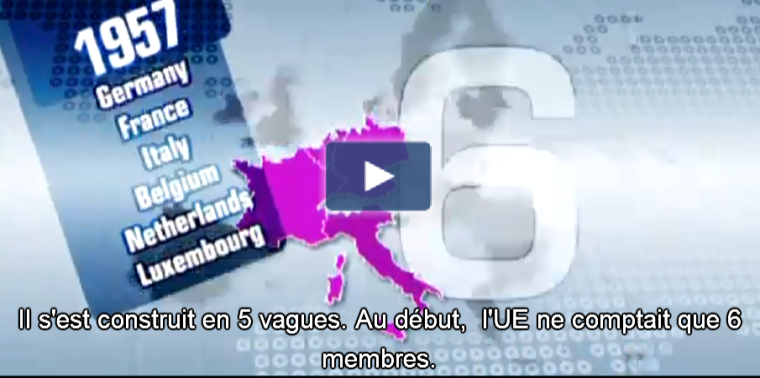 1957
Germany
France
Italy
Belgium
Netherlands
Luxembourg
6
Il s'est construit en 5 vagues. Au début,  l'UE ne comptait que 6
membres.